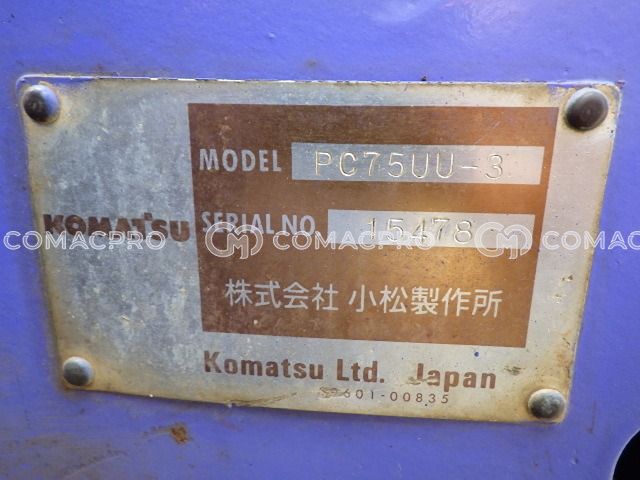 MODEL PC75UU-3
KOMATSU
SERIAL NO. 15478
COMACPRO COMACPRO COMACPRO
株式会社 小松製作所
Komatsu Ltd. Japan